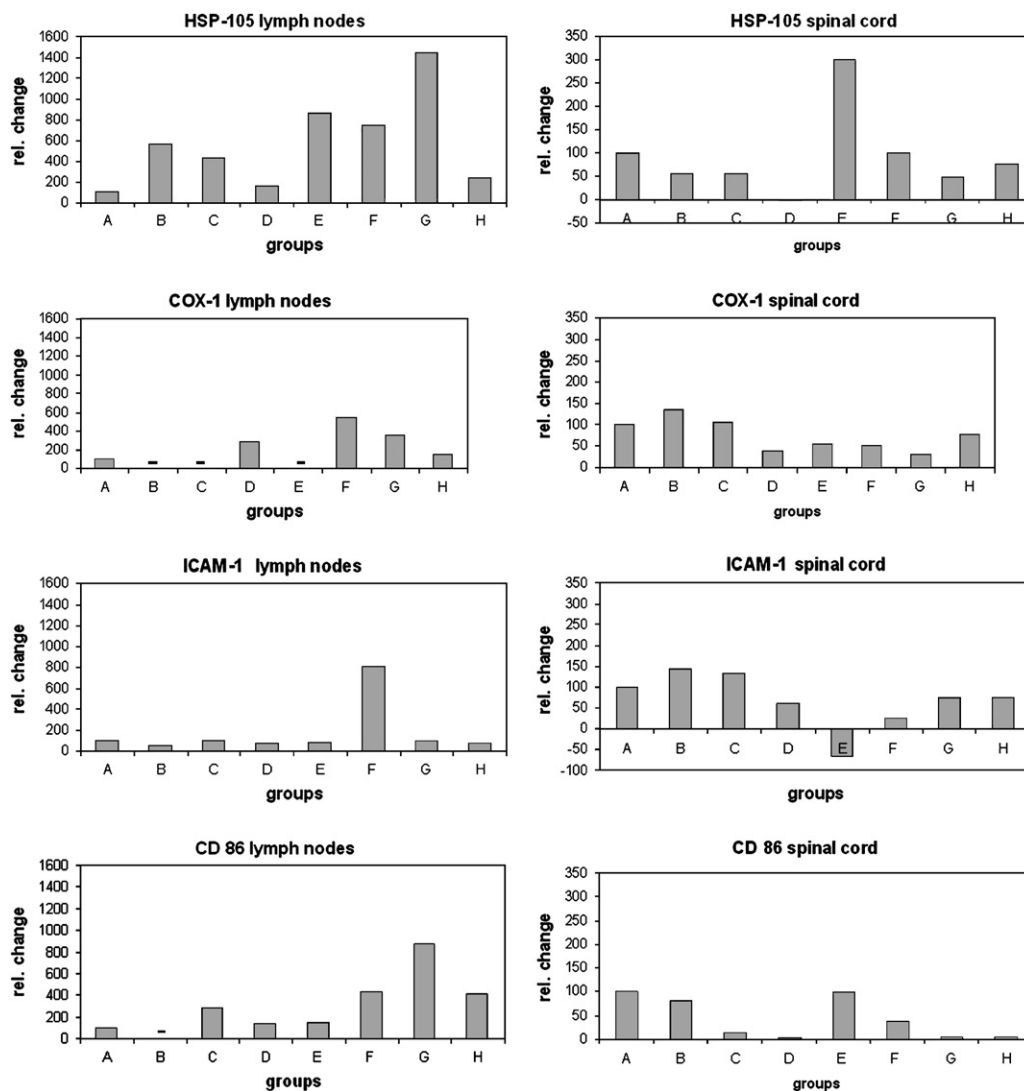 HSP-105 lymph nodes
1600
1400
1200
1000
800
600
400
200
0
rel. change
A B C D E F G H
groups
HSP-105 spinal cord
350
300
250
200
150
100
50
0
-50
rel. change
A B C D E F G H
groups
COX-1 lymph nodes
1600
1400
1200
1000
800
600
400
200
0
rel. change
A B C D E F G H
groups
COX-1 spinal cord
350
300
250
200
150
100
50
0
rel. change
A B C D E F G H
groups
ICAM-1 lymph nodes
1600
1400
1200
1000
800
600
400
200
0
rel. change
A B C D E F G H
groups
ICAM-1 spinal cord
350
300
250
200
150
100
50
0
-50
-100
rel. change
A B C D E F G H
groups
CD 86 lymph nodes
1600
1400
1200
1000
800
600
400
200
0
rel. change
A B C D E F G H
groups
CD 86 spinal cord
350
300
250
200
150
100
50
0
rel. change
A B C D E F G H
groups